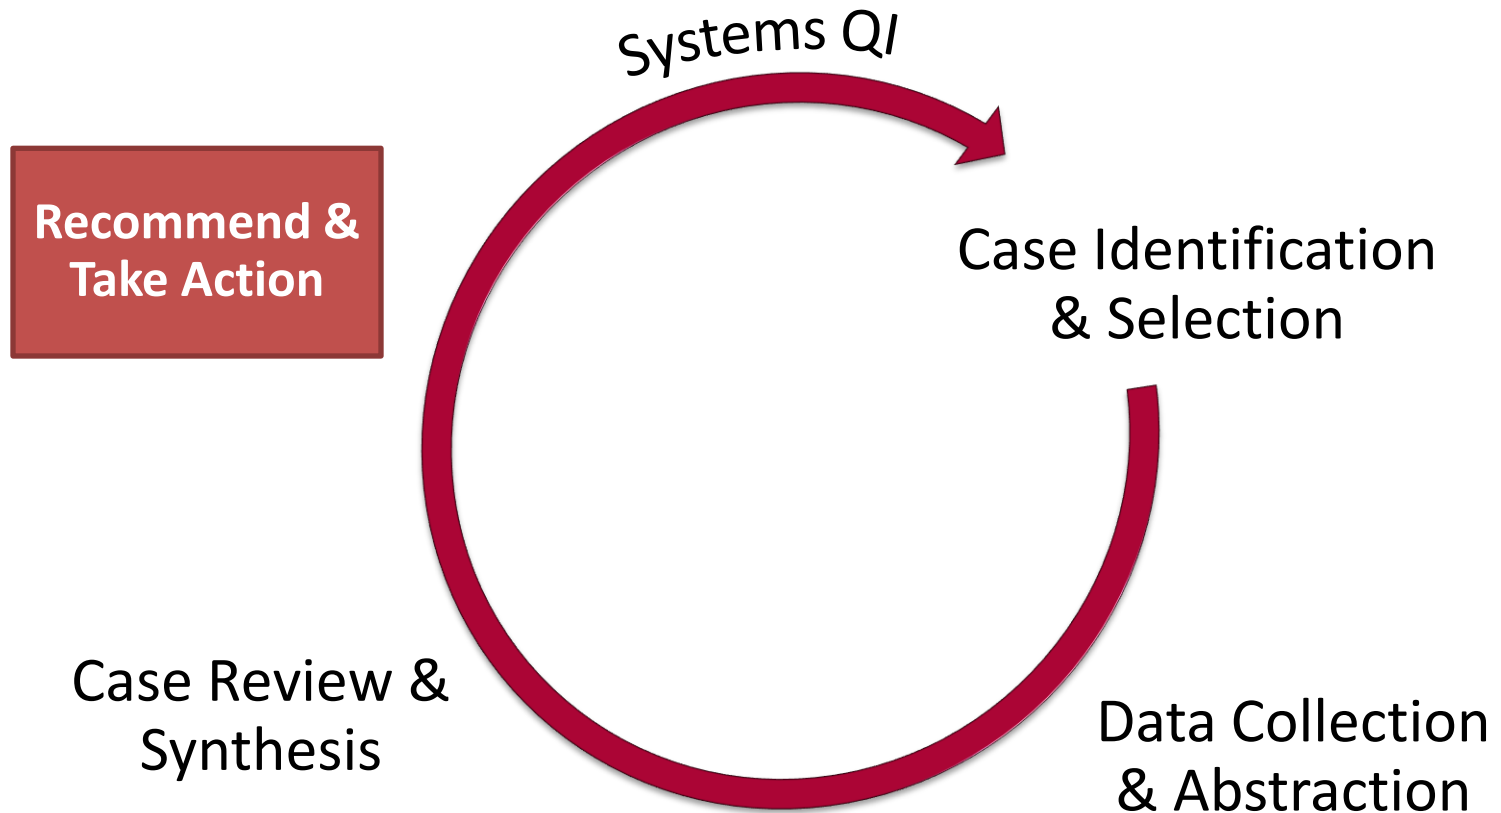 Systems QI
Recommend &
Take Action
Case Identification
& Selection
Case Review &
Synthesis
Data Collection
& Abstraction